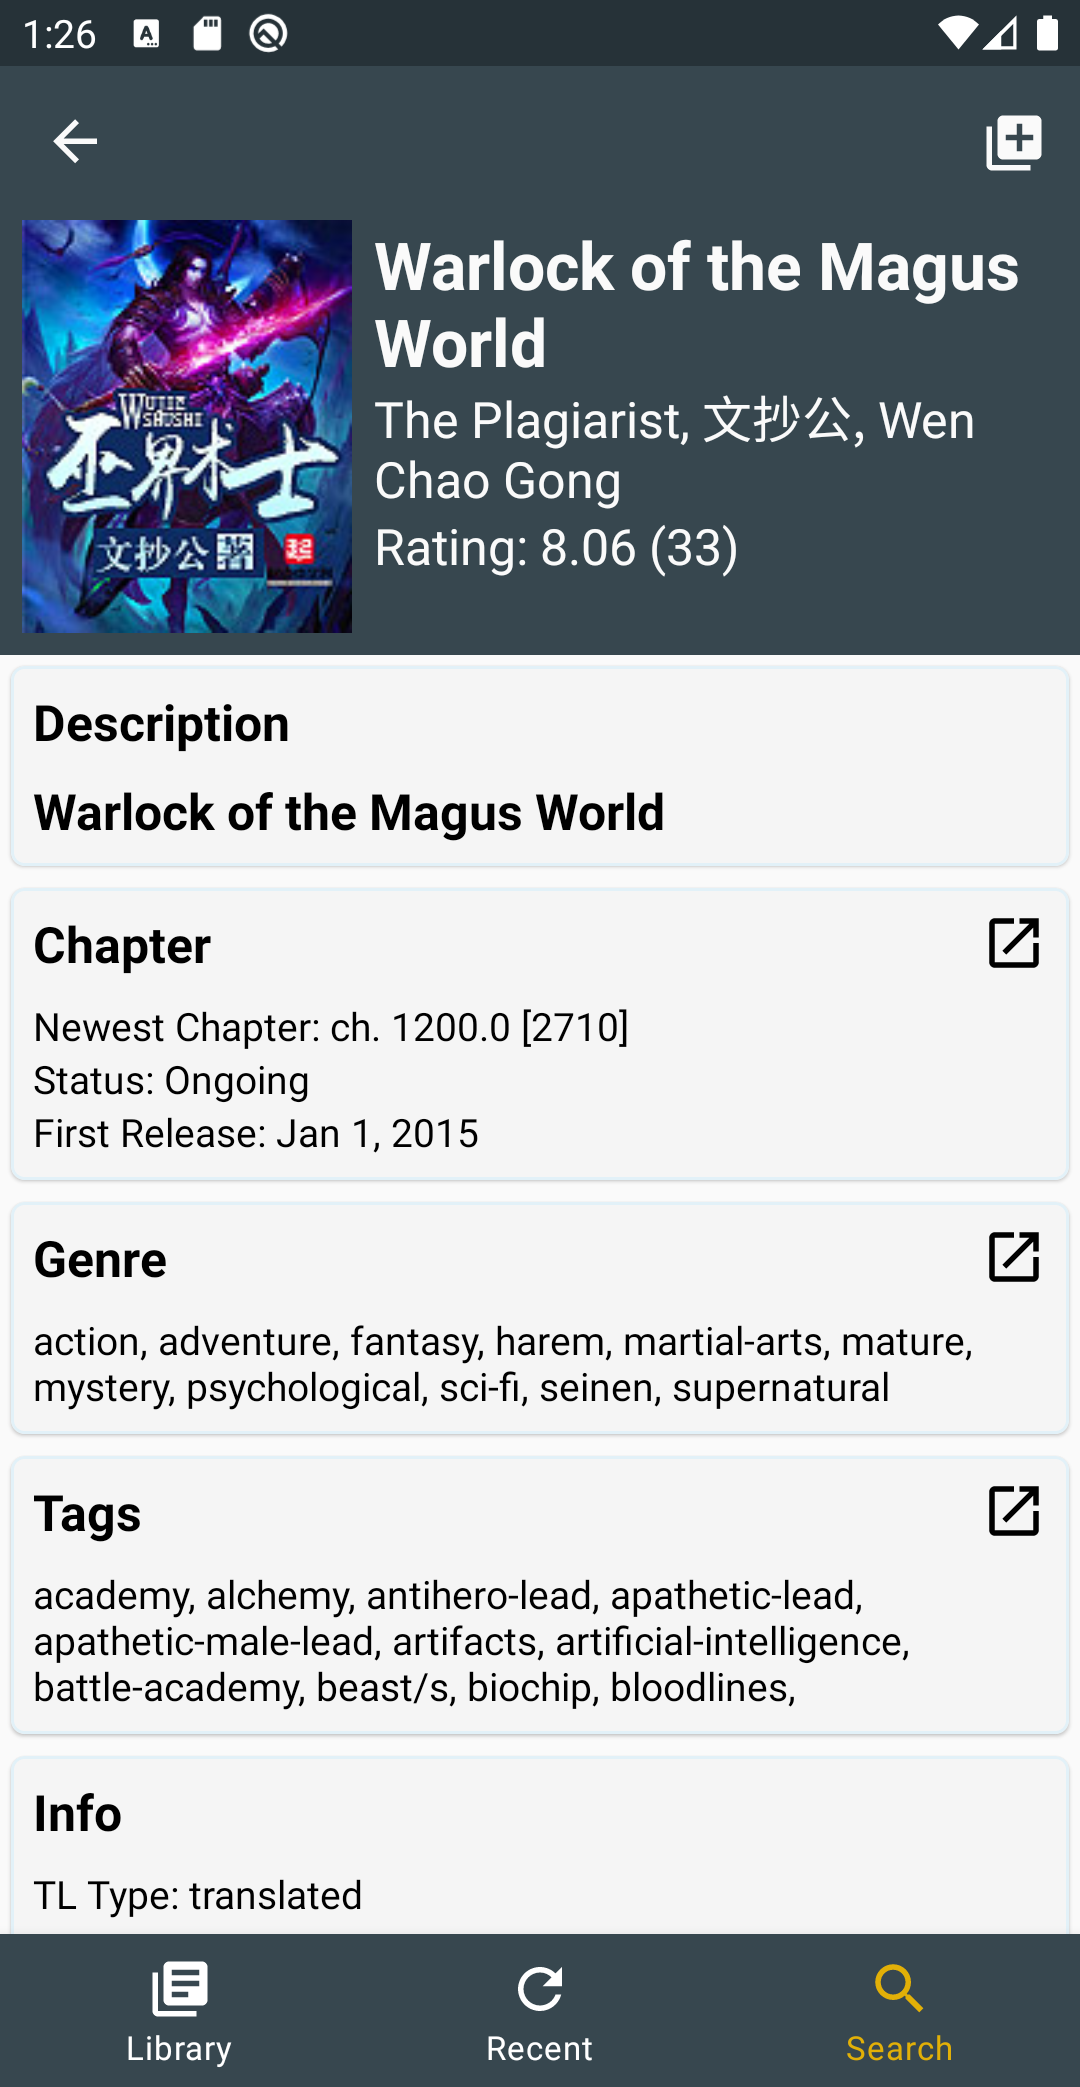 1:26
A
Warlock of the Magus
World
The Plagiarist, 文抄公, Wen
Chao Gong
Rating: 8.06 (33)
WUJIE
SHUSHI
巫界术士
文抄公
Description
Warlock of the Magus World
Chapter
Newest Chapter: ch. 1200.0 [2710]
Status: Ongoing
First Release: Jan 1, 2015
Genre
action, adventure, fantasy, harem, martial-arts, mature,
mystery, psychological, sci-fi, seinen, supernatural
Tags
academy, alchemy, antihero-lead, apathetic-lead,
apathetic-male-lead, artifacts, artificial-intelligence,
battle-academy, beast/s, biochip, bloodlines,
Info
TL Type: translated
Library
Recent
Search